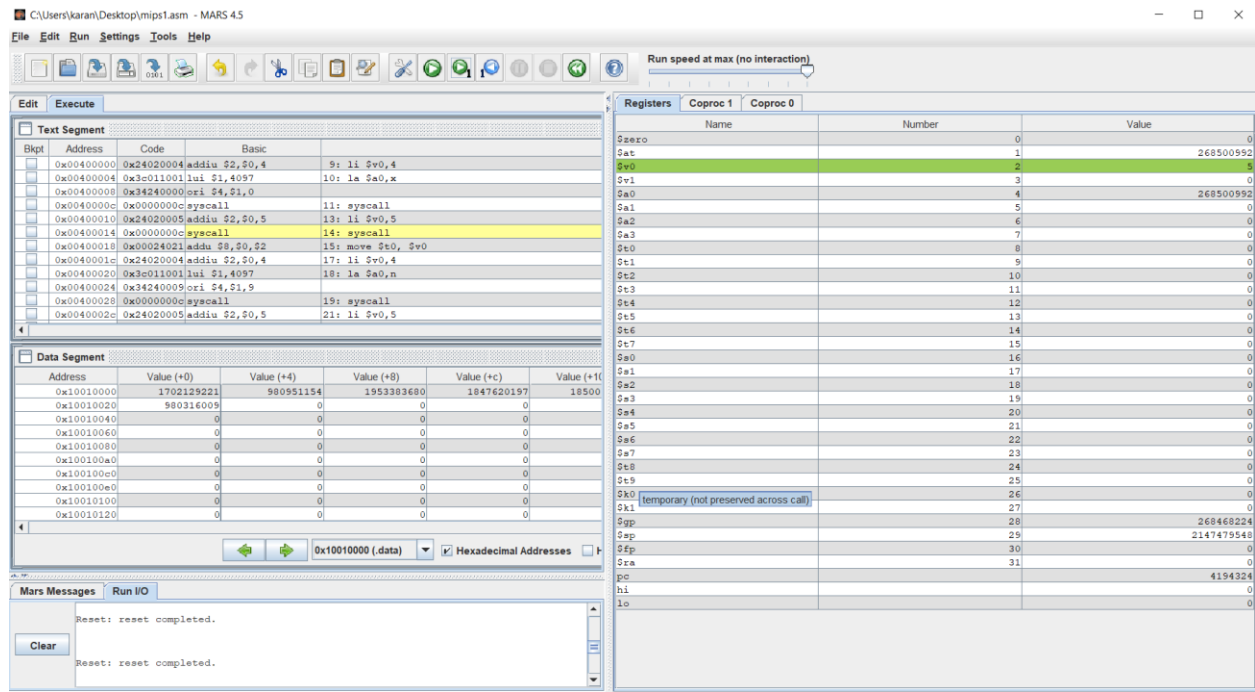 C:\Users\karan\Desktop\mips1.asm - MARS 4.5
File Edit Run Settings Tools Help
Run speed at max (no interaction)
Edit Execute
Text Segment
Bkpt Address Code Basic
0x00400000 0x24020004 addiu $2,$0,4 9: li $v0,4
0x00400004 0x3c011001 lui $1,4097 10: la $a0,x
0x00400008 0x34240000 ori $4,$1,0
0x0040000c 0x0000000c syscall 11: syscall
0x00400010 0x24020005 addiu $2,$0,5 13: li $v0,5
0x00400014 0x0000000c syscall 14: syscall
0x00400018 0x00024021 addu $8,$0,$2 15: move $t0, $v0
0x0040001c 0x24020004 addiu $2,$0,4 17: li $v0,4
0x00400020 0x3c011001 lui $1,4097 18: la $a0,n
0x00400024 0x34240009 ori $4,$1,9
0x00400028 0x0000000c syscall 19: syscall
0x0040002c 0x24020005 addiu $2,$0,5 21: li $v0,5
Data Segment
Address Value (+0) Value (+4) Value (+8) Value (+c) Value (+10
0x10010000 1702129221 980951154 1953383680 1847620197 18500
0x10010020 980316009 0 0 0
0x10010040 0 0 0 0
0x10010060 0 0 0 0
0x10010080 0 0 0 0
0x100100a0 0 0 0 0
0x100100c0 0 0 0 0
0x100100e0 0 0 0 0
0x10010100 0 0 0 0
0x10010120 0 0 0 0
0x10010000 (.data) Hexadecimal Addresses H
Mars Messages Run I/O
Reset: reset completed.
Clear
Reset: reset completed.
Registers Coproc 1 Coproc 0
Name Number Value
$zero 0 0
$at 1 268500992
$v0 2 5
$v1 3 0
$a0 4 268500992
$a1 5 0
$a2 6 0
$a3 7 0
$t0 8 0
$t1 9 0
$t2 10 0
$t3 11 0
$t4 12 0
$t5 13 0
$t6 14 0
$t7 15 0
$s0 16 0
$s1 17 0
$s2 18 0
$s3 19 0
$s4 20 0
$s5 21 0
$s6 22 0
$s7 23 0
$t8 24 0
$t9 25 0
$k0 temporary (not preserved across call) 26 0
$k1 27 0
$gp 28 268468224
$sp 29 2147479548
$fp 30 0
$ra 31 0
pc 4194324
hi 0
lo 0